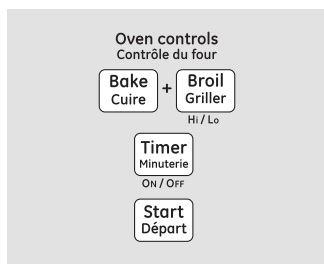 Oven controls
Contrôle du four
Bake + Broil
Cuire Griller
Hi / Lo
Timer
Minuterie
On / Off
Start
Départ